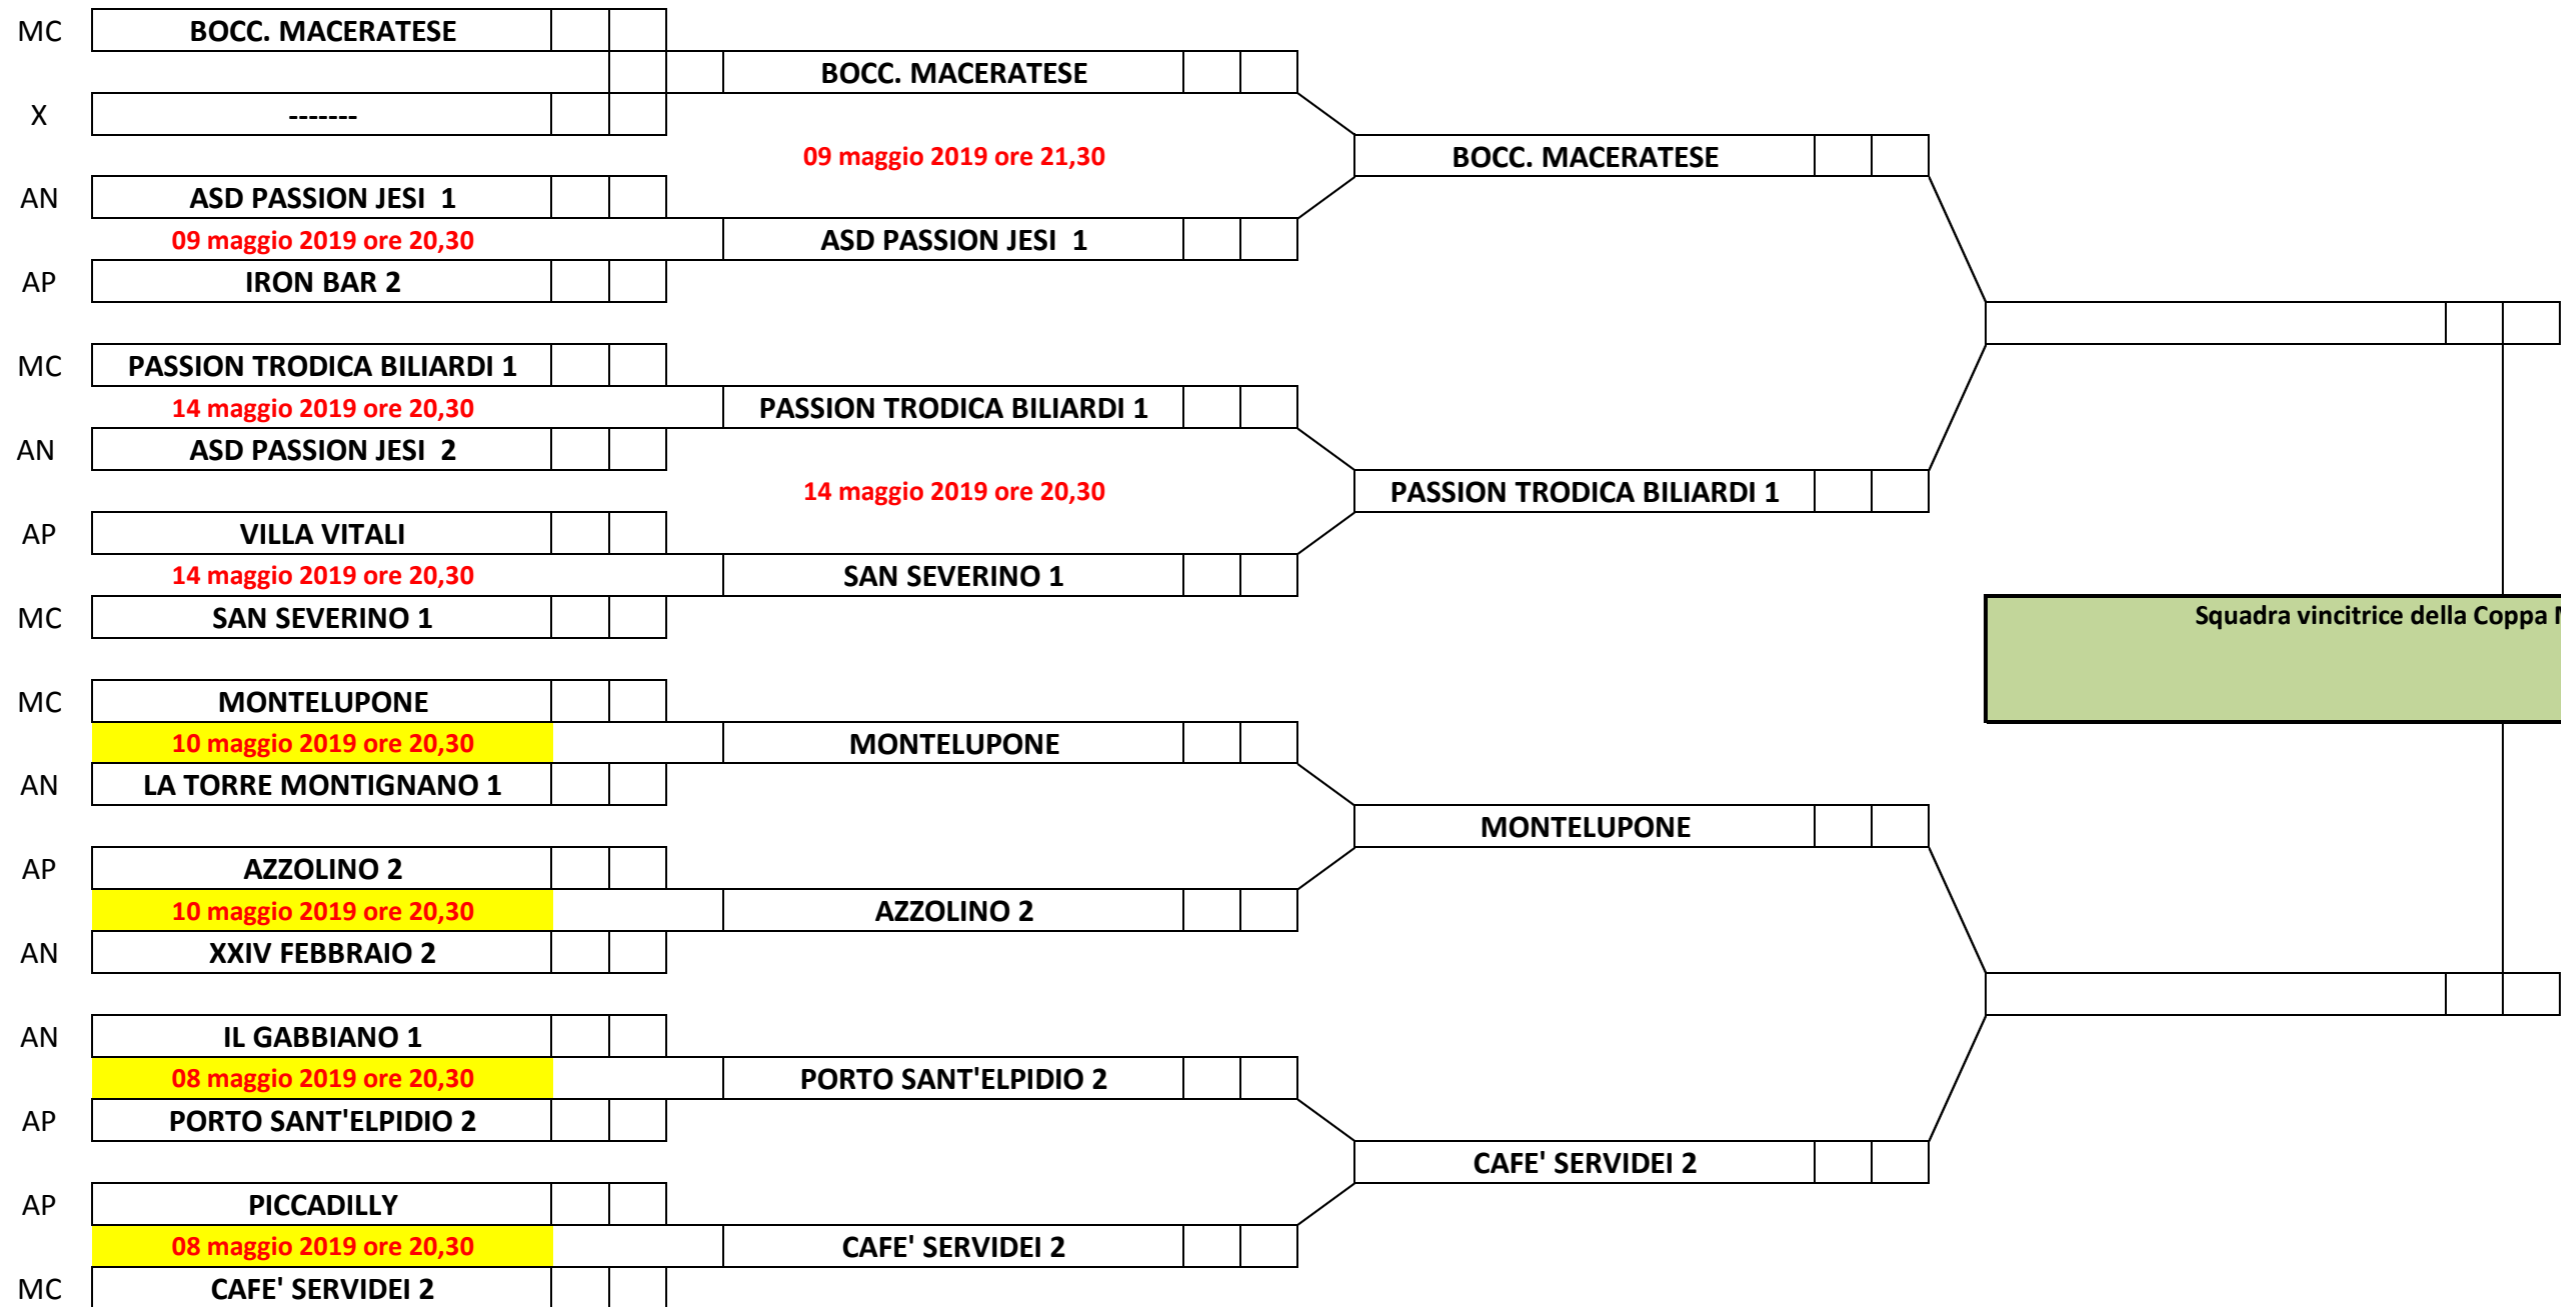 MC BOCC. MACERATESE
BOCC. MACERATESE
X -------
09 maggio 2019 ore 21,30 BOCC. MACERATESE
AN ASD PASSION JESI 1
09 maggio 2019 ore 20,30 ASD PASSION JESI 1
AP IRON BAR 2
MC PASSION TRODICA BILIARDI 1
14 maggio 2019 ore 20,30 PASSION TRODICA BILIARDI 1
AN ASD PASSION JESI 2
14 maggio 2019 ore 20,30 PASSION TRODICA BILIARDI 1
AP VILLA VITALI
14 maggio 2019 ore 20,30 SAN SEVERINO 1
MC SAN SEVERINO 1 Squadra vincitrice della Coppa
MC MONTELUPONE
10 maggio 2019 ore 20,30 MONTELUPONE
AN LA TORRE MONTIGNANO 1
MONTELUPONE
AP AZZOLINO 2
10 maggio 2019 ore 20,30 AZZOLINO 2
AN XXIV FEBBRAIO 2
AN IL GABBIANO 1
08 maggio 2019 ore 20,30 PORTO SANT'ELPIDIO 2
AP PORTO SANT'ELPIDIO 2
CAFE' SERVIDEI 2
AP PICCADILLY
08 maggio 2019 ore 20,30 CAFE' SERVIDEI 2
MC CAFE' SERVIDEI 2